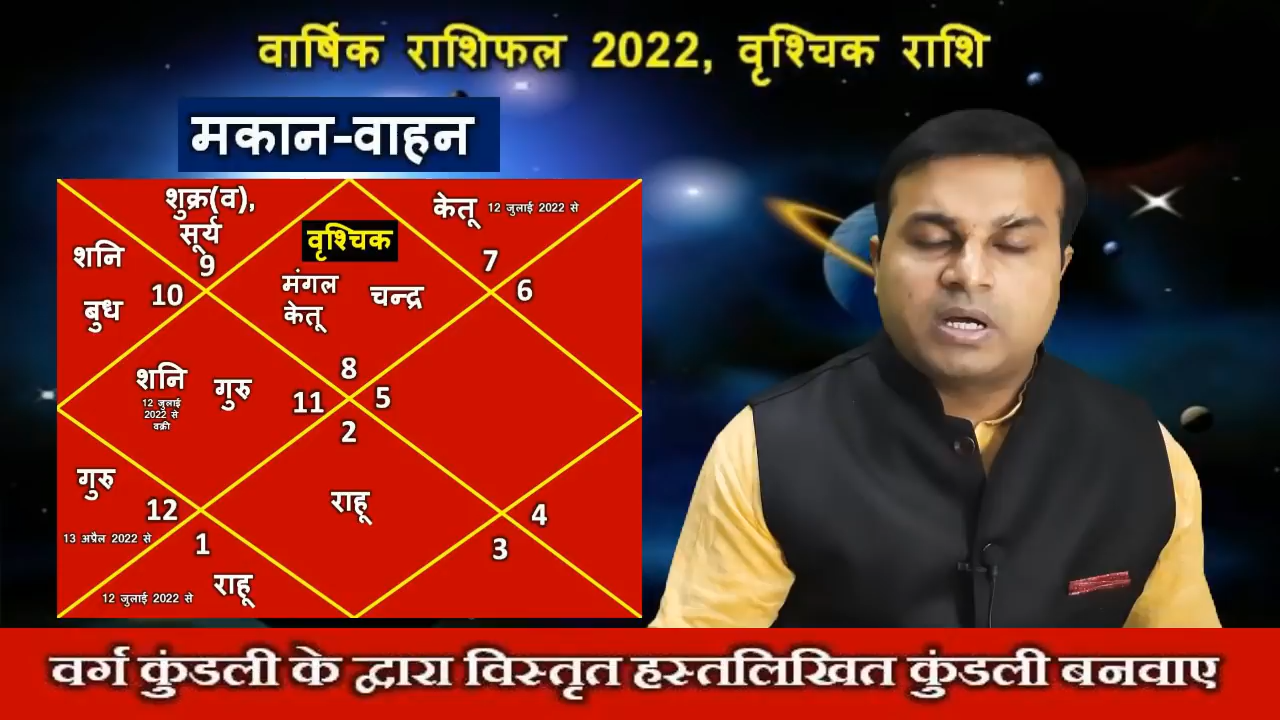 वार्षिक राशिफल 2022, वृश्चिक राशि
मकान-वाहन
शुक्र(व),
सूर्य
9
वृश्चिक
केतू 12 जुलाई 2022 से
शनि
10
बुध
मंगल
केतू
चन्द्र
7
6
8
शनि
12 जुलाई
2022 से
वक्री
गुरु
11
5
2
गुरु
12
13 अप्रैल 2022 से
राहू
4
3
1
राहू
12 जुलाई 2022 से
वर्ग कुंडली के द्वारा विस्तृत हस्तलिखित कुंडली बनवाए